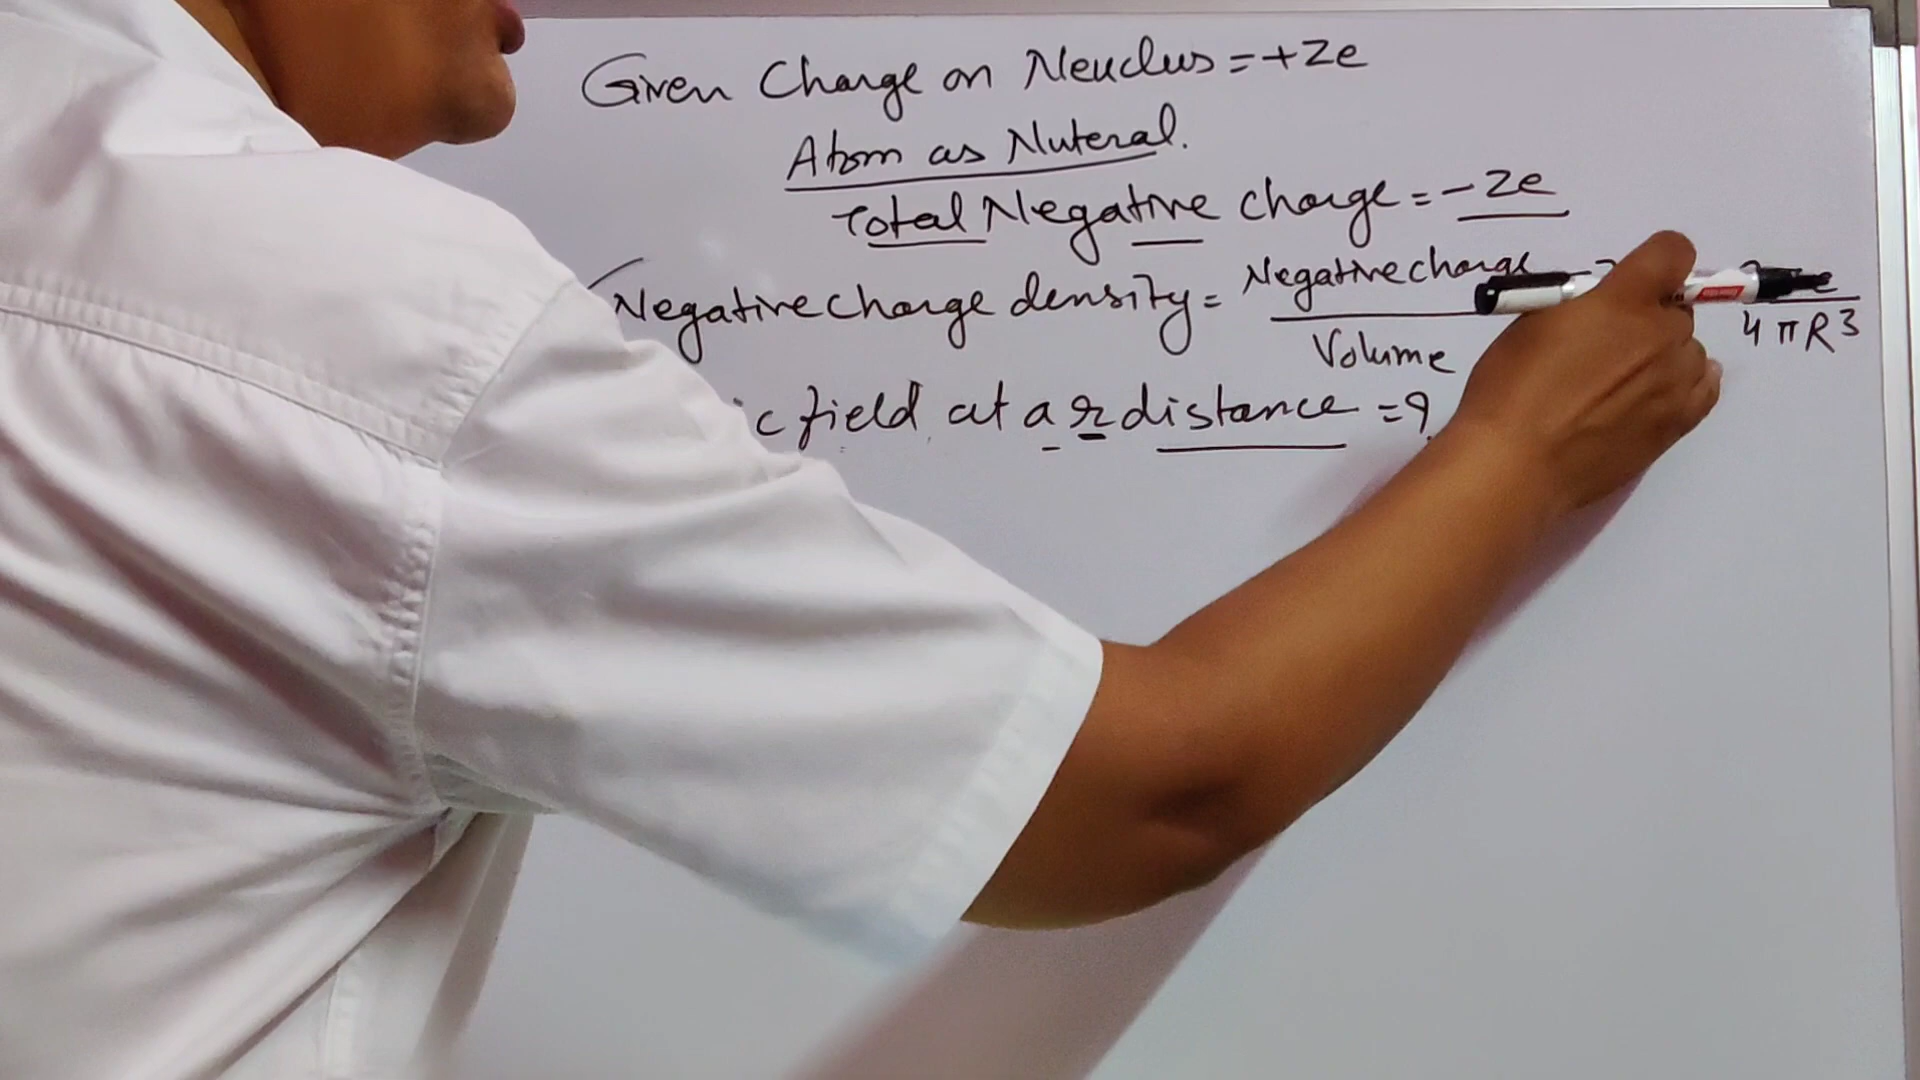 Given Charge on Neuclus = +Ze
Atom as Nuteral.
Total Negative charge = -Ze
Negative charge density = Negative charge
Volume
4πR³
ic field at a r distance = ?